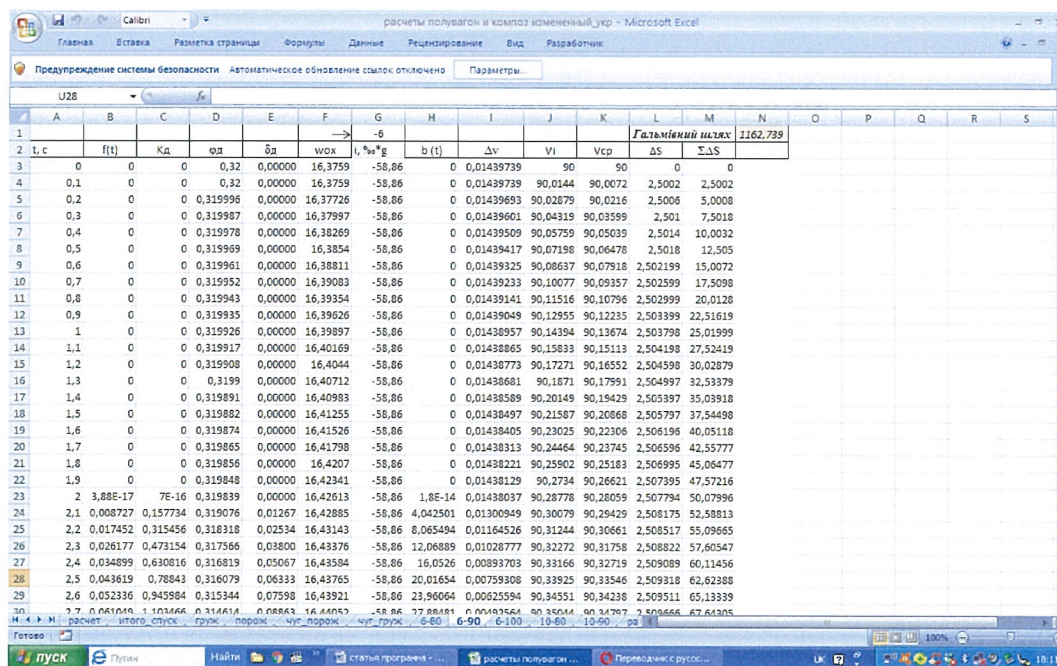 Calibri
расчеты полувагон и композ измененный_укр - Microsoft Excel
Главная Вставка Разметка страницы Формулы Данные Рецензирование Вид Разработчик
Предупреждение системы безопасности Автоматическое обновление ссылок отключено Параметры...
U28 fx
A B C D E F G H I J K L M N O P Q R S
1 -6 Гальмівний шлях 1162,739
2 t, с f(t) Kд φд δд wох i, ‰*g b (t) Δv Vi Vср ΔS ΣΔS
3 0 0 0 0,32 0,00000 16,3759 -58,86 0 0,01439739 90 90 0 0
4 0,1 0 0 0,32 0,00000 16,3759 -58,86 0 0,01439739 90,0144 90,0072 2,5002 2,5002
5 0,2 0 0 0,319996 0,00000 16,37726 -58,86 0 0,01439693 90,02879 90,0216 2,5006 5,0008
6 0,3 0 0 0,319987 0,00000 16,37997 -58,86 0 0,01439601 90,04319 90,03599 2,501 7,5018
7 0,4 0 0 0,319978 0,00000 16,38269 -58,86 0 0,01439509 90,05759 90,05039 2,5014 10,0032
8 0,5 0 0 0,319969 0,00000 16,3854 -58,86 0 0,01439417 90,07198 90,06478 2,5018 12,505
9 0,6 0 0 0,319961 0,00000 16,38811 -58,86 0 0,01439325 90,08637 90,07918 2,502199 15,0072
10 0,7 0 0 0,319952 0,00000 16,39083 -58,86 0 0,01439233 90,10077 90,09357 2,502599 17,5098
11 0,8 0 0 0,319943 0,00000 16,39354 -58,86 0 0,01439141 90,11516 90,10796 2,502999 20,0128
12 0,9 0 0 0,319935 0,00000 16,39626 -58,86 0 0,01439049 90,12955 90,12235 2,503399 22,51619
13 1 0 0 0,319926 0,00000 16,39897 -58,86 0 0,01438957 90,14394 90,13674 2,503798 25,01999
14 1,1 0 0 0,319917 0,00000 16,40169 -58,86 0 0,01438865 90,15833 90,15113 2,504198 27,52419
15 1,2 0 0 0,319908 0,00000 16,4044 -58,86 0 0,01438773 90,17271 90,16552 2,504598 30,02879
16 1,3 0 0 0,3199 0,00000 16,40712 -58,86 0 0,01438681 90,1871 90,17991 2,504997 32,53379
17 1,4 0 0 0,319891 0,00000 16,40983 -58,86 0 0,01438589 90,20149 90,19429 2,505397 35,03918
18 1,5 0 0 0,319882 0,00000 16,41255 -58,86 0 0,01438497 90,21587 90,20868 2,505797 37,54498
19 1,6 0 0 0,319874 0,00000 16,41526 -58,86 0 0,01438405 90,23025 90,22306 2,506196 40,05118
20 1,7 0 0 0,319865 0,00000 16,41798 -58,86 0 0,01438313 90,24464 90,23745 2,506596 42,55777
21 1,8 0 0 0,319856 0,00000 16,4207 -58,86 0 0,01438221 90,25902 90,25183 2,506995 45,06477
22 1,9 0 0 0,319848 0,00000 16,42341 -58,86 0 0,01438129 90,2734 90,26621 2,507395 47,57216
23 2 3,88E-17 7E-16 0,319839 0,00000 16,42613 -58,86 1,8E-14 0,01438037 90,28778 90,28059 2,507794 50,07996
24 2,1 0,008727 0,157734 0,319076 0,01267 16,42885 -58,86 4,042501 0,01300949 90,30079 90,29429 2,508175 52,58813
25 2,2 0,017452 0,315456 0,318318 0,02534 16,43143 -58,86 8,065494 0,01164526 90,31244 90,30661 2,508517 55,09665
26 2,3 0,026177 0,473154 0,317566 0,03800 16,43376 -58,86 12,06889 0,01028777 90,32272 90,31758 2,508822 57,60547
27 2,4 0,034899 0,630816 0,316819 0,05067 16,43584 -58,86 16,0526 0,00893703 90,33166 90,32719 2,509089 60,11456
28 2,5 0,043619 0,78843 0,316079 0,06333 16,43765 -58,86 20,01654 0,00759308 90,33925 90,33546 2,509318 62,62388
29 2,6 0,052336 0,945984 0,315344 0,07598 16,43921 -58,86 23,96064 0,00625594 90,34551 90,34238 2,509511 65,13339
30 2,7 0,061049 1,103466 0,314614 0,08863 16,44052 -58,86 27,88481 0,00492564 90,35044 90,34797 2,509666 67,64305
расчет итого_спуск груж порож чуг_порож чуг_груж 6-80 6-90 6-100 10-80 10-90
Готово 100%
пуск Найти статья програнна - ... расчеты полувагон ... Переводчик с русс... UK